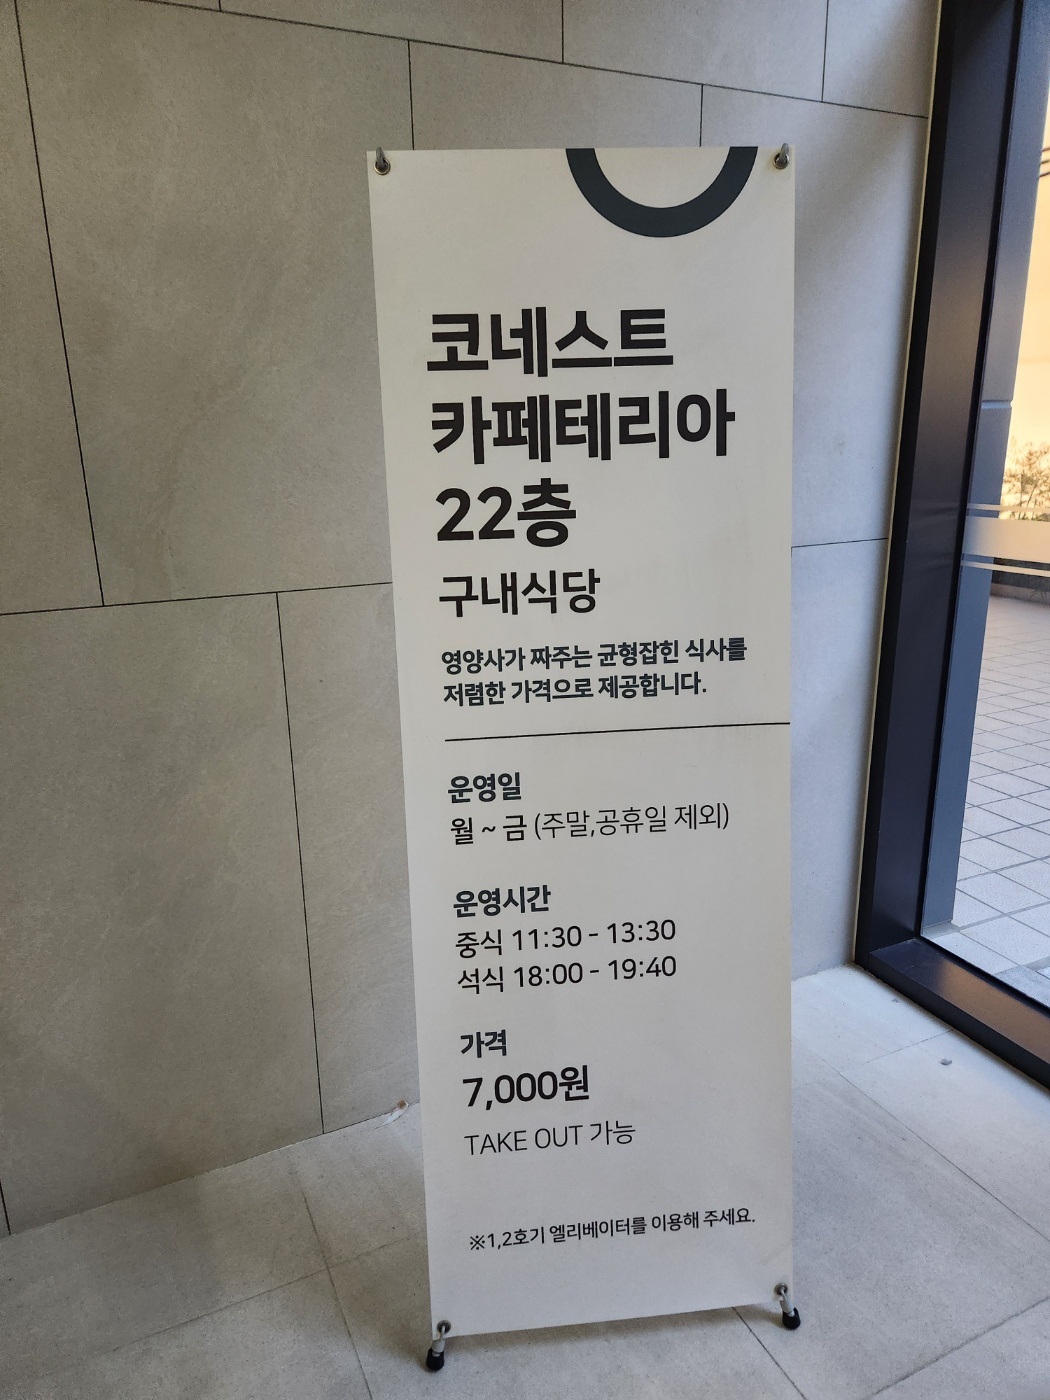 코네스트
카페테리아
22층
구내식당
영양사가 짜주는 균형잡힌 식사를
저렴한 가격으로 제공합니다.
운영일
월 ~ 금 (주말,공휴일 제외)
운영시간
중식 11:30 - 13:30
석식 18:00 - 19:40
가격
7,000원
TAKE OUT 가능
※1,2호기 엘리베이터를 이용해 주세요.